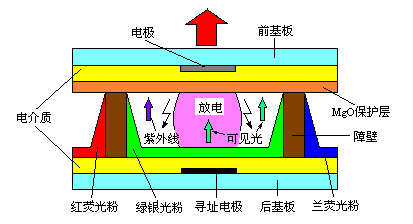 电极
前基板
放电
MgO保护层
电介质
紫外线
可见光
障壁
红荧光粉
绿银光粉
寻址电极
后基板
兰荧光粉